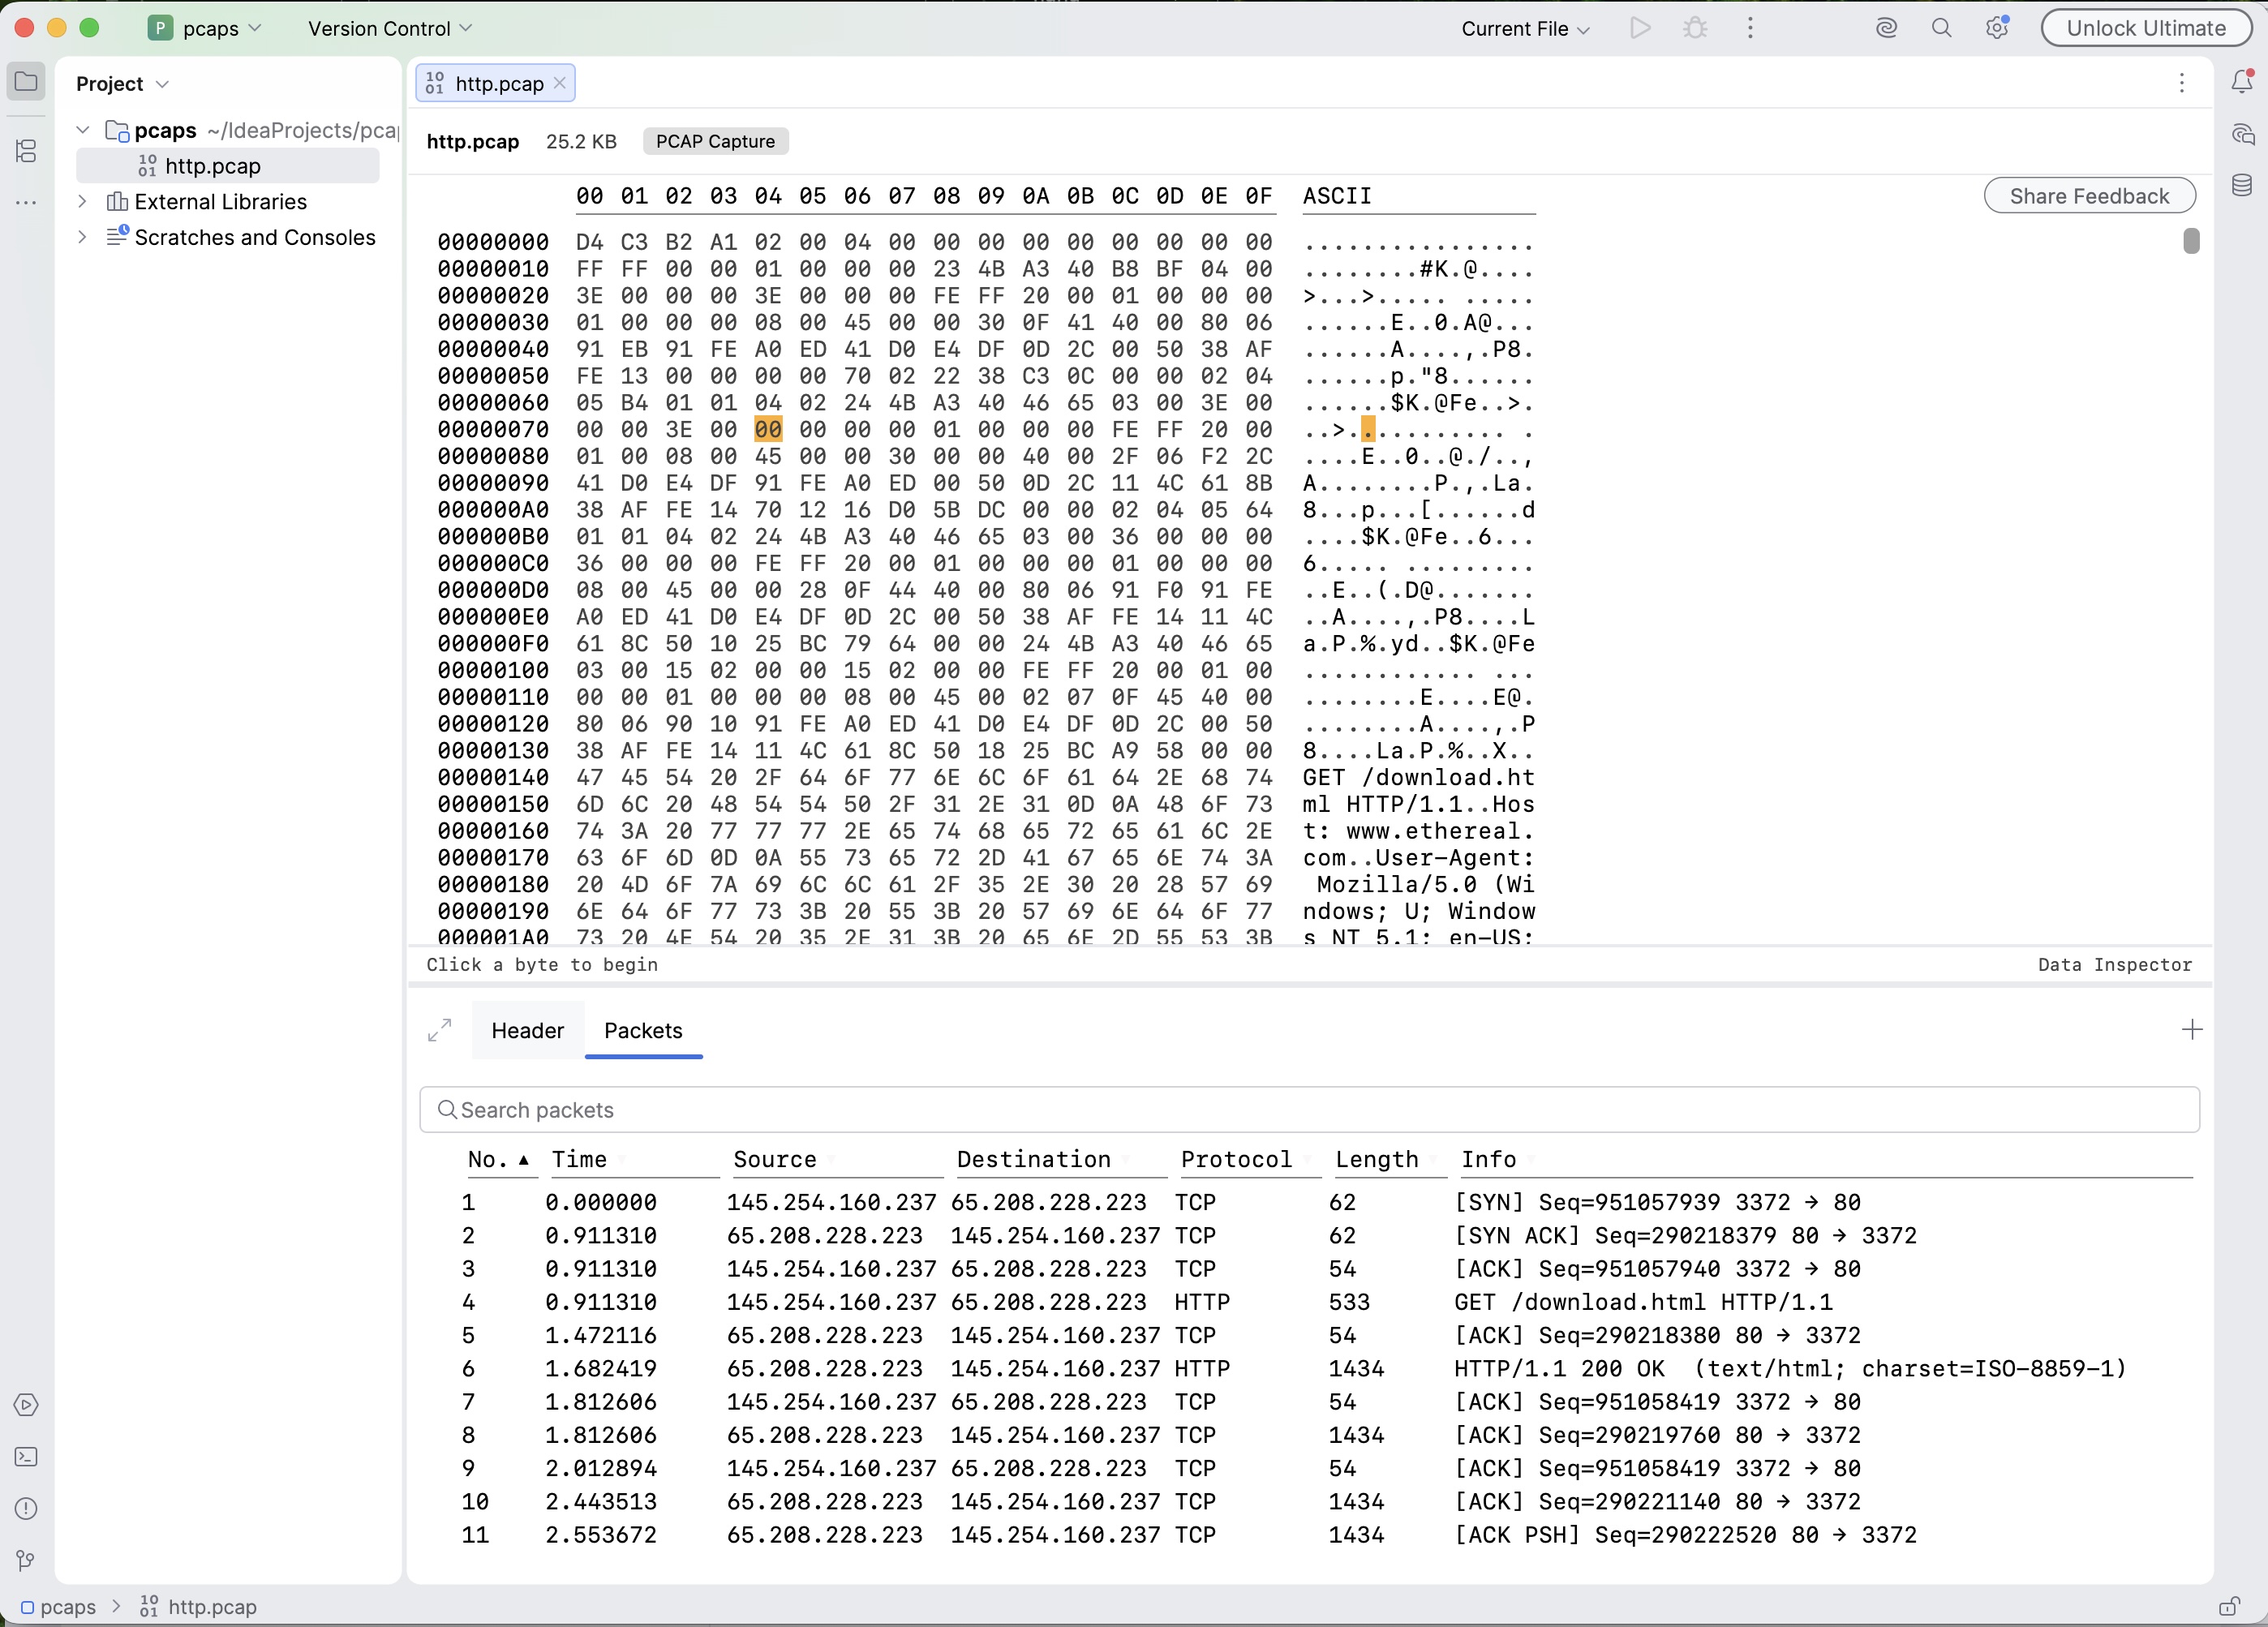 P pcaps Version Control Current File Unlock Ultimate
Project
pcaps ~/IdeaProjects/pca
http.pcap
External Libraries
Scratches and Consoles
http.pcap
http.pcap 25.2 KB PCAP Capture
00 01 02 03 04 05 06 07 08 09 0A 0B 0C 0D 0E 0F ASCII
Share Feedback
00000000 D4 C3 B2 A1 02 00 04 00 00 00 00 00 00 00 00 00 ................
00000010 FF FF 00 00 01 00 00 00 23 4B A3 40 B8 BF 04 00 ........#K.@....
00000020 3E 00 00 00 3E 00 00 00 FE FF 20 00 01 00 00 00 >...>..... .....
00000030 01 00 00 00 08 00 45 00 00 30 0F 41 40 00 80 06 ......E..0.A@...
00000040 91 EB 91 FE A0 ED 41 D0 E4 DF 0D 2C 00 50 38 AF ......A....,.P8.
00000050 FE 13 00 00 00 00 70 02 22 38 C3 0C 00 00 02 04 ......p."8......
00000060 05 B4 01 01 04 02 24 4B A3 40 46 65 03 00 3E 00 ......$K.@Fe..>.
00000070 00 00 3E 00 00 00 00 00 01 00 00 00 FE FF 20 00 ..>........... .
00000080 01 00 08 00 45 00 00 30 00 00 40 00 2F 06 F2 2C ....E..0..@./..,
00000090 41 D0 E4 DF 91 FE A0 ED 00 50 0D 2C 11 4C 61 8B A........P.,.La.
000000A0 38 AF FE 14 70 12 16 D0 5B DC 00 00 02 04 05 64 8...p...[......d
000000B0 01 01 04 02 24 4B A3 40 46 65 03 00 36 00 00 00 ....$K.@Fe..6...
000000C0 36 00 00 00 FE FF 20 00 01 00 00 00 01 00 00 00 6..... .........
000000D0 08 00 45 00 00 28 0F 44 40 00 80 06 91 F0 91 FE ..E..(.D@.......
000000E0 A0 ED 41 D0 E4 DF 0D 2C 00 50 38 AF FE 14 11 4C ..A....,.P8....L
000000F0 61 8C 50 10 25 BC 79 64 00 00 24 4B A3 40 46 65 a.P.%.yd..$K.@Fe
00000100 03 00 15 02 00 00 15 02 00 00 FE FF 20 00 01 00 ............ ...
00000110 00 00 01 00 00 00 08 00 45 00 02 07 0F 45 40 00 ........E....E@.
00000120 80 06 90 10 91 FE A0 ED 41 D0 E4 DF 0D 2C 00 50 ........A....,.P
00000130 38 AF FE 14 11 4C 61 8C 50 18 25 BC A9 58 00 00 8....La.P.%..X..
00000140 47 45 54 20 2F 64 6F 77 6E 6C 6F 61 64 2E 68 74 GET /download.ht
00000150 6D 6C 20 48 54 54 50 2F 31 2E 31 0D 0A 48 6F 73 ml HTTP/1.1..Hos
00000160 74 3A 20 77 77 77 2E 65 74 68 65 72 65 61 6C 2E t: www.ethereal.
00000170 63 6F 6D 0D 0A 55 73 65 72 2D 41 67 65 6E 74 3A com..User-Agent:
00000180 20 4D 6F 7A 69 6C 6C 61 2F 35 2E 30 20 28 57 69  Mozilla/5.0 (Wi
00000190 6E 64 6F 77 73 3B 20 55 3B 20 57 69 6E 64 6F 77 ndows; U; Window
000001A0 73 20 4E 54 20 35 2E 31 3B 20 65 6E 2D 55 53 3B s NT 5.1; en-US;
Click a byte to begin Data Inspector
Header Packets
Search packets
No. Time Source Destination Protocol Length Info
1 0.000000 145.254.160.237 65.208.228.223 TCP 62 [SYN] Seq=951057939 3372 → 80
2 0.911310 65.208.228.223 145.254.160.237 TCP 62 [SYN ACK] Seq=290218379 80 → 3372
3 0.911310 145.254.160.237 65.208.228.223 TCP 54 [ACK] Seq=951057940 3372 → 80
4 0.911310 145.254.160.237 65.208.228.223 HTTP 533 GET /download.html HTTP/1.1
5 1.472116 65.208.228.223 145.254.160.237 TCP 54 [ACK] Seq=290218380 80 → 3372
6 1.682419 65.208.228.223 145.254.160.237 HTTP 1434 HTTP/1.1 200 OK  (text/html; charset=ISO-8859-1)
7 1.812606 145.254.160.237 65.208.228.223 TCP 54 [ACK] Seq=951058419 3372 → 80
8 1.812606 65.208.228.223 145.254.160.237 TCP 1434 [ACK] Seq=290219760 80 → 3372
9 2.012894 145.254.160.237 65.208.228.223 TCP 54 [ACK] Seq=951058419 3372 → 80
10 2.443513 65.208.228.223 145.254.160.237 TCP 1434 [ACK] Seq=290221140 80 → 3372
11 2.553672 65.208.228.223 145.254.160.237 TCP 1434 [ACK PSH] Seq=290222520 80 → 3372
pcaps > http.pcap